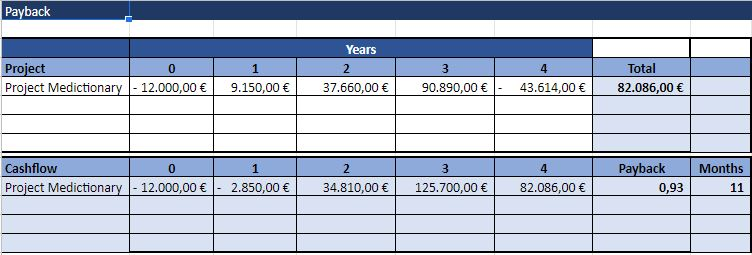 Payback
Years
Project 0 1 2 3 4 Total
Project Medictionary - 12.000,00 € 9.150,00 € 37.660,00 € 90.890,00 € - 43.614,00 € 82.086,00 €
Cashflow 0 1 2 3 4 Payback Months
Project Medictionary - 12.000,00 € - 2.850,00 € 34.810,00 € 125.700,00 € 82.086,00 € 0,93 11